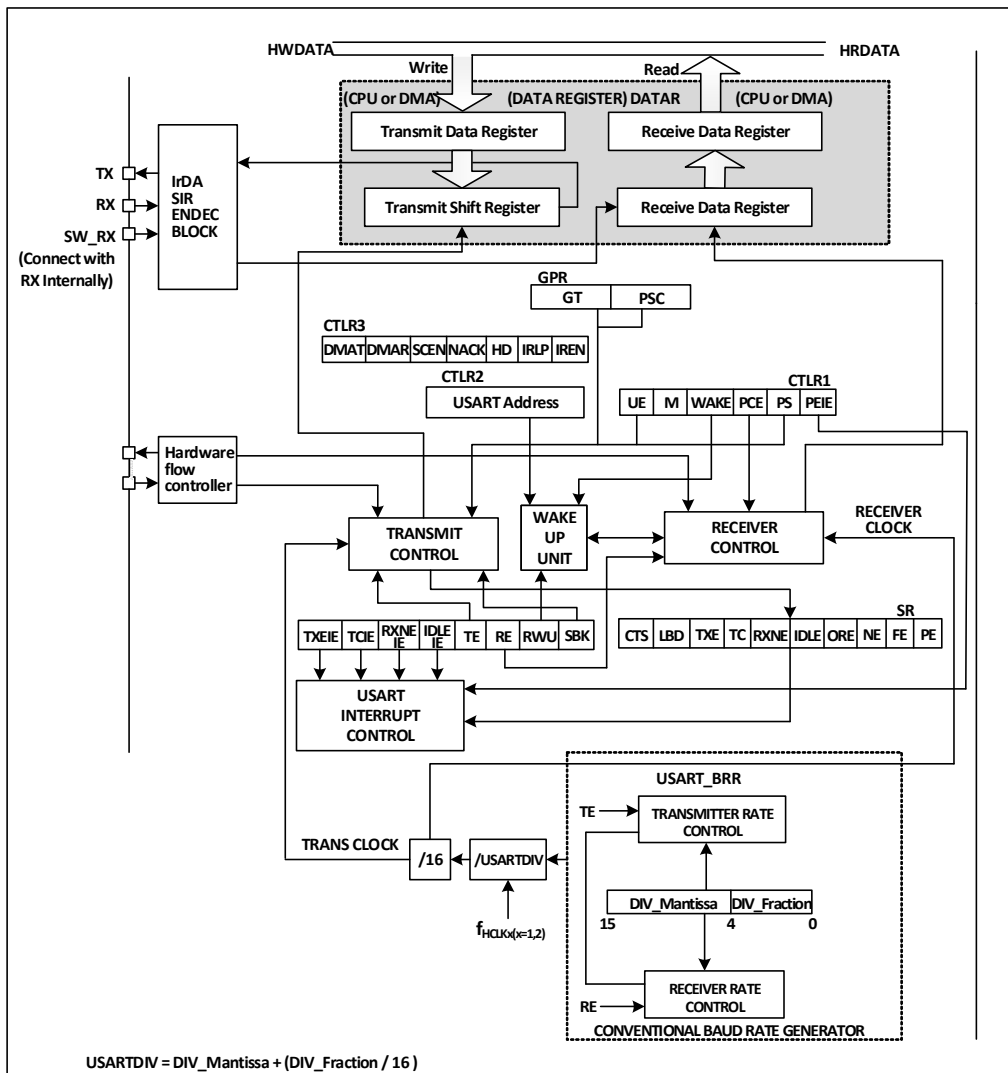 HWDATA
HRDATA
Write
Read
(CPU or DMA)
(DATA REGISTER) DATAR
(CPU or DMA)
Transmit Data Register
Receive Data Register
TX
RX
SW_RX
(Connect with
RX Internally)
IrDA
SIR
ENDEC
BLOCK
Transmit Shift Register
Receive Data Register
GPR
GT
PSC
CTLR3
DMAT
DMAR
SCEN
NACK
HD
IRLP
IREN
CTLR2
USART Address
CTLR1
UE
M
WAKE
PCE
PS
PEIE
Hardware
flow
controller
TRANSMIT
CONTROL
WAKE
UP
UNIT
RECEIVER
CONTROL
RECEIVER
CLOCK
TXEIE
TCIE
RXNE
IE
IDLE
IE
TE
RE
RWU
SBK
SR
CTS
LBD
TXE
TC
RXNE
IDLE
ORE
NE
FE
PE
USART
INTERRUPT
CONTROL
USART_BRR
TE
TRANSMITTER RATE
CONTROL
TRANS CLOCK
/16
/USARTDIV
fHCLKx(x=1,2)
DIV_Mantissa
DIV_Fraction
15
4
0
RECEIVER RATE
CONTROL
RE
CONVENTIONAL BAUD RATE GENERATOR
USARTDIV = DIV_Mantissa + (DIV_Fraction / 16 )